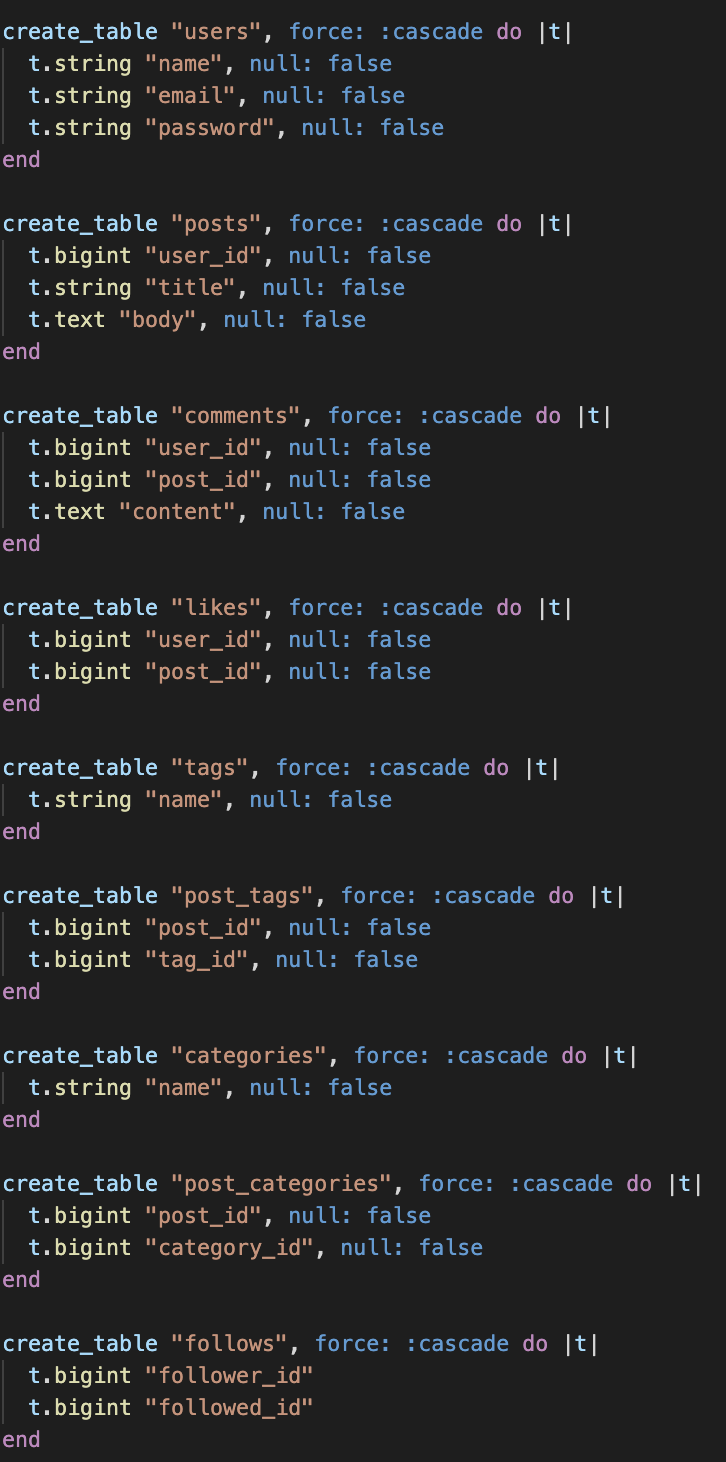 create_table "users", force: :cascade do |t|
  t.string "name", null: false
  t.string "email", null: false
  t.string "password", null: false
end

create_table "posts", force: :cascade do |t|
  t.bigint "user_id", null: false
  t.string "title", null: false
  t.text "body", null: false
end

create_table "comments", force: :cascade do |t|
  t.bigint "user_id", null: false
  t.bigint "post_id", null: false
  t.text "content", null: false
end

create_table "likes", force: :cascade do |t|
  t.bigint "user_id", null: false
  t.bigint "post_id", null: false
end

create_table "tags", force: :cascade do |t|
  t.string "name", null: false
end

create_table "post_tags", force: :cascade do |t|
  t.bigint "post_id", null: false
  t.bigint "tag_id", null: false
end

create_table "categories", force: :cascade do |t|
  t.string "name", null: false
end

create_table "post_categories", force: :cascade do |t|
  t.bigint "post_id", null: false
  t.bigint "category_id", null: false
end

create_table "follows", force: :cascade do |t|
  t.bigint "follower_id"
  t.bigint "followed_id"
end